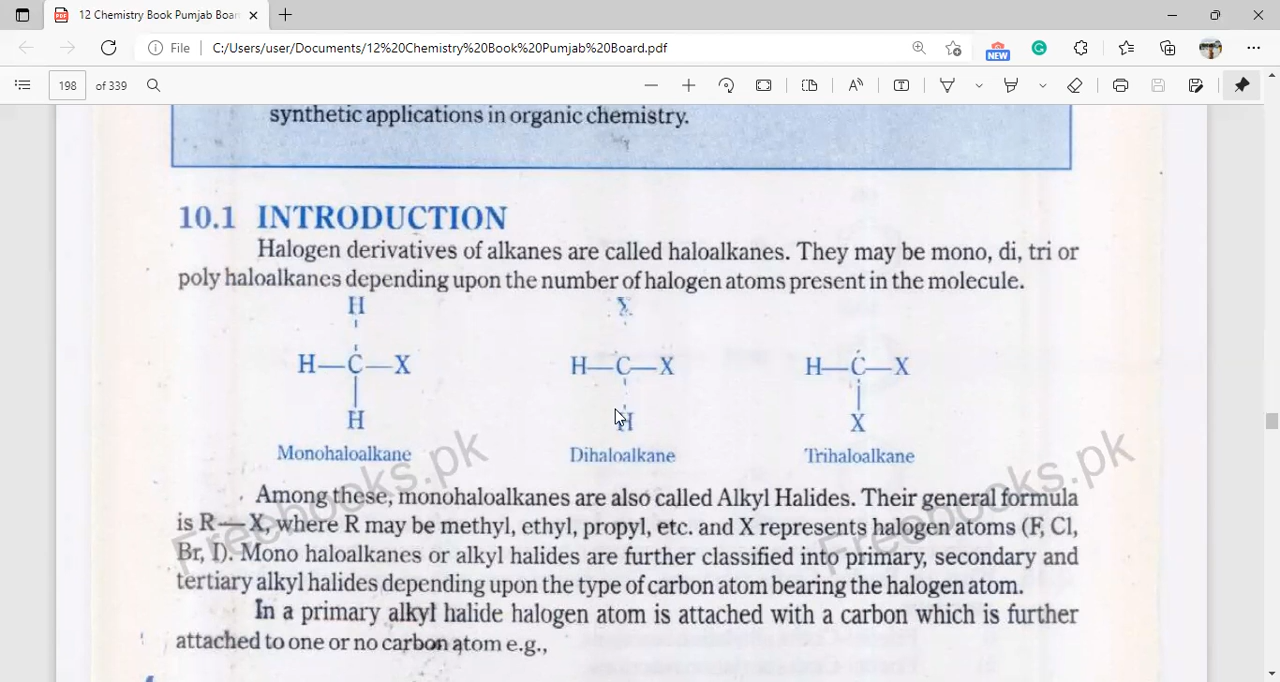 12 Chemistry Book Pumjab Boar
File
C:/Users/user/Documents/12%20Chemistry%20Book%20Pumjab%20Board.pdf
NEW
198 of 339
synthetic applications in organic chemistry.
10.1 INTRODUCTION
Halogen derivatives of alkanes are called haloalkanes. They may be mono, di, tri or
poly haloalkanes depending upon the number of halogen atoms present in the molecule.
H X
H—C—X H—C—X H—C—X
H H X
Monohaloalkane Dihaloalkane Trihaloalkane
Among these, monohaloalkanes are also called Alkyl Halides. Their general formula
is R—X, where R may be methyl, ethyl, propyl, etc. and X represents halogen atoms (F, Cl,
Br, I). Mono haloalkanes or alkyl halides are further classified into primary, secondary and
tertiary alkyl halides depending upon the type of carbon atom bearing the halogen atom.
In a primary alkyl halide halogen atom is attached with a carbon which is further
attached to one or no carbon atom e.g.,
Freebooks.pk
Freebooks.pk